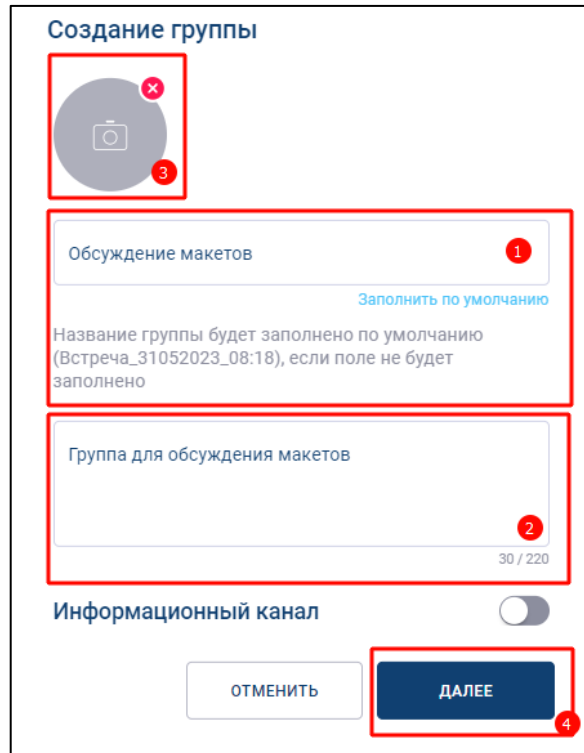 Создание группы
3
Обсуждение макетов
1
Заполнить по умолчанию
Название группы будет заполнено по умолчанию
(Встреча_31052023_08:18), если поле не будет
заполнено
Группа для обсуждения макетов
2
30 / 220
Информационный канал
ОТМЕНИТЬ ДАЛЕЕ
4